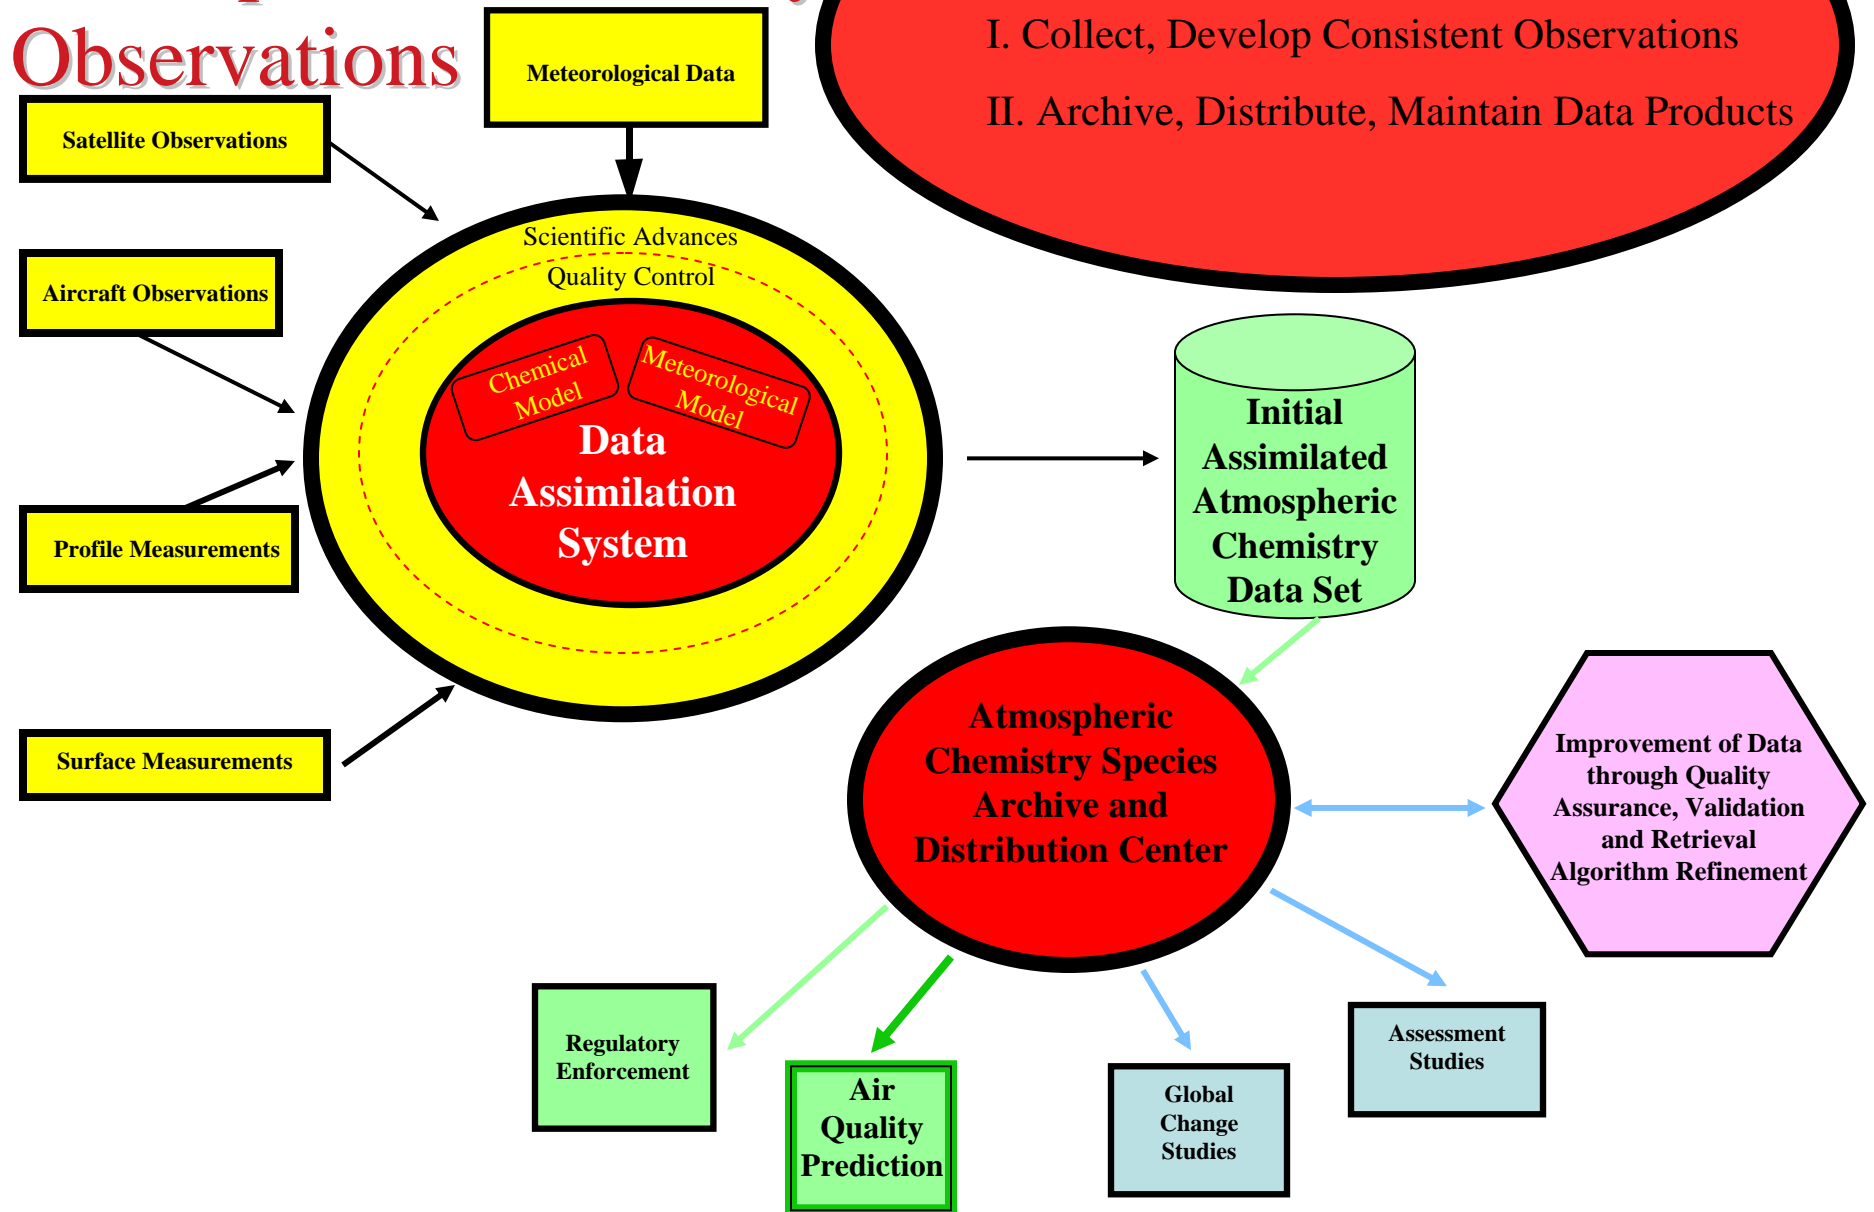 Observations
Meteorological Data
I. Collect, Develop Consistent Observations
II. Archive, Distribute, Maintain Data Products
Satellite Observations
Aircraft Observations
Profile Measurements
Surface Measurements
Scientific Advances
Quality Control
Chemical
Model
Meteorological
Model
Data
Assimilation
System
Initial
Assimilated
Atmospheric
Chemistry
Data Set
Atmospheric
Chemistry Species
Archive and
Distribution Center
Improvement of Data
through Quality
Assurance, Validation
and Retrieval
Algorithm Refinement
Regulatory
Enforcement
Air
Quality
Prediction
Global
Change
Studies
Assessment
Studies